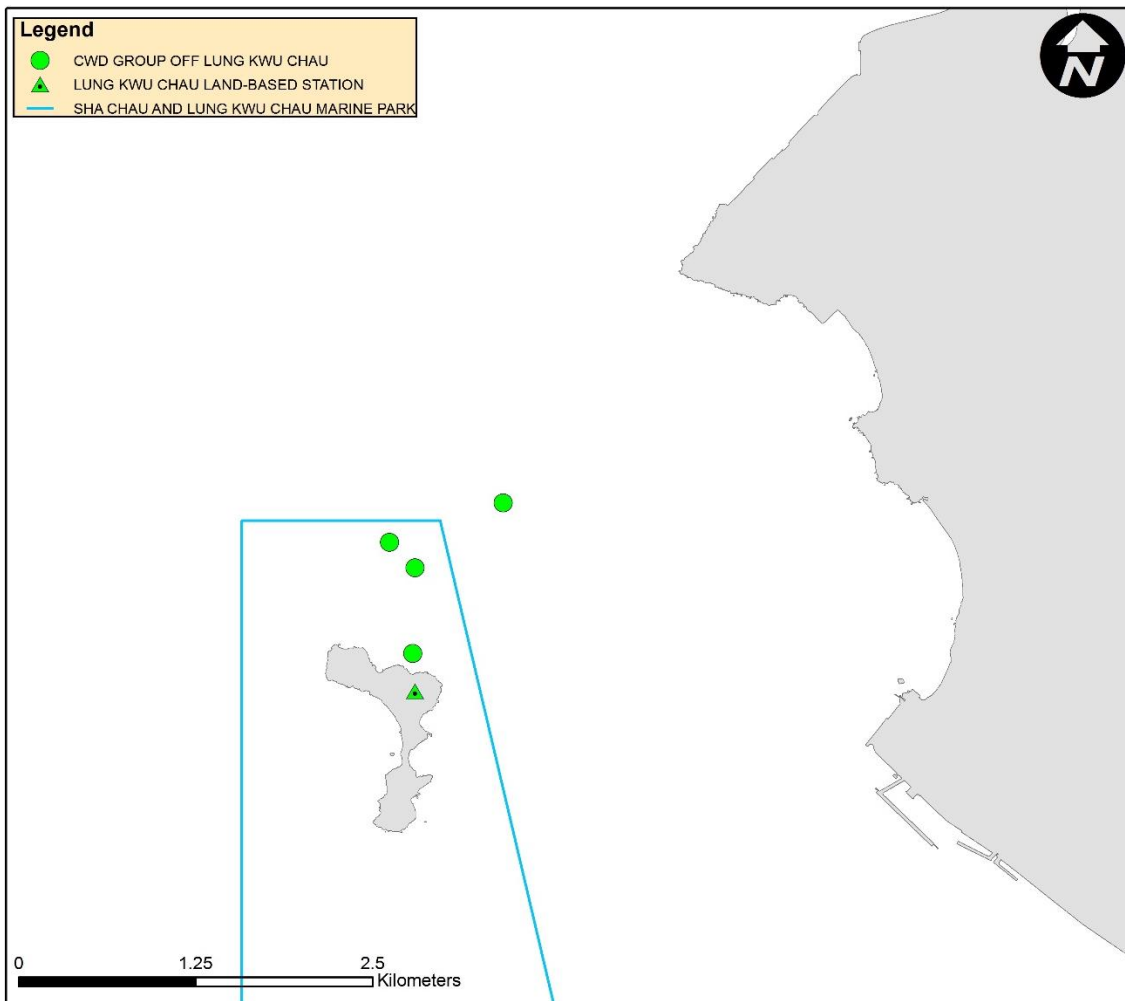 Legend
CWD GROUP OFF LUNG KWU CHAU
LUNG KWU CHAU LAND-BASED STATION
SHA CHAU AND LUNG KWU CHAU MARINE PARK
N
0 1.25 2.5
Kilometers